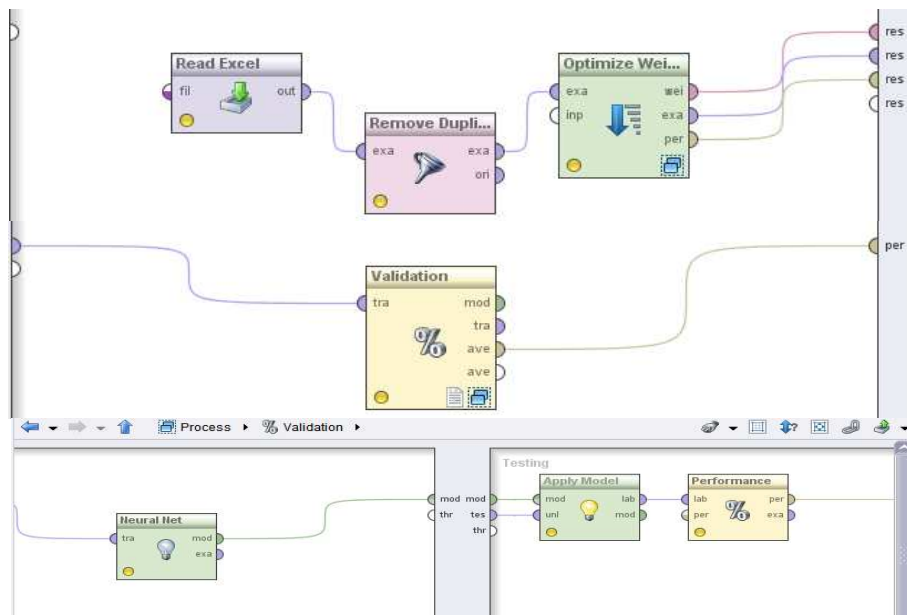 res
res
res
res
Read Excel
fil out
Remove Dupli...
exa exa
ori
Optimize Wei...
exa wei
inp exa
per
per
Validation
tra mod
tra
ave
ave
% Process Validation
Process
Validation
Neural Net
tra mod
exa
mod mod
thr tes
thr
Testing
Apply Model
mod lab
unl mod
Performance
lab per
per exa